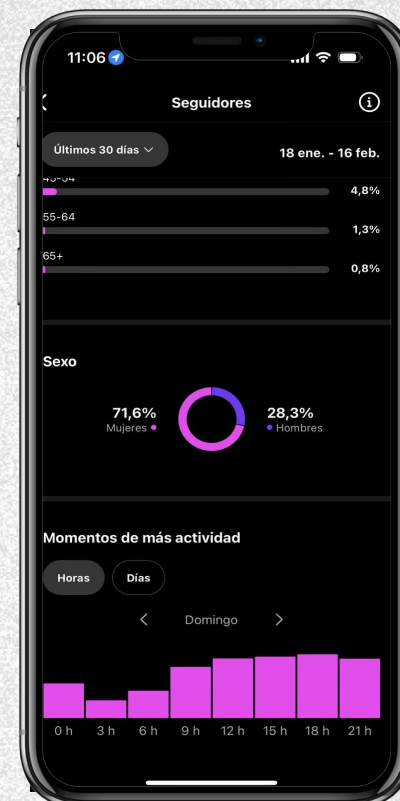 11:06
Seguidores
Últimos 30 días
18 ene. - 16 feb.
45-54
4,8%
55-64
1,3%
65+
0,8%
Sexo
71,6%
Mujeres
28,3%
Hombres
Momentos de más actividad
Horas Días
Domingo
0 h 3 h 6 h 9 h 12 h 15 h 18 h 21 h